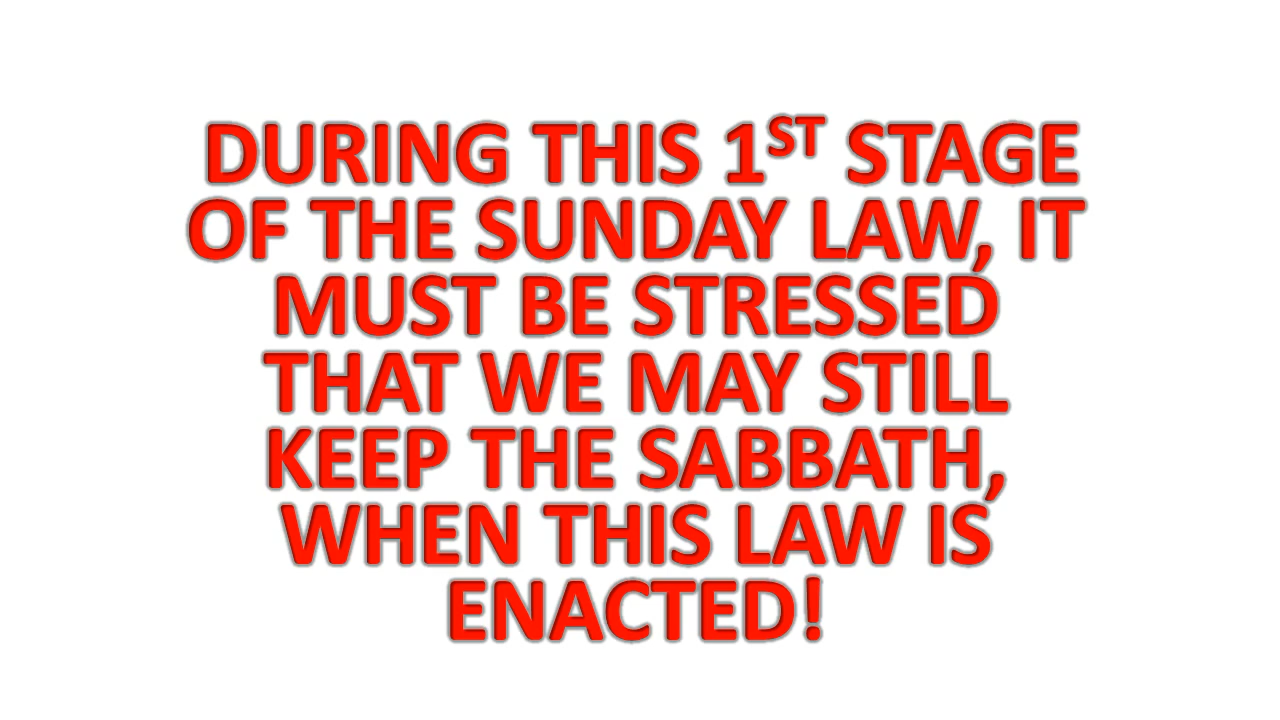 DURING THIS 1ST STAGE
OF THE SUNDAY LAW, IT
MUST BE STRESSED
THAT WE MAY STILL
KEEP THE SABBATH,
WHEN THIS LAW IS
ENACTED!